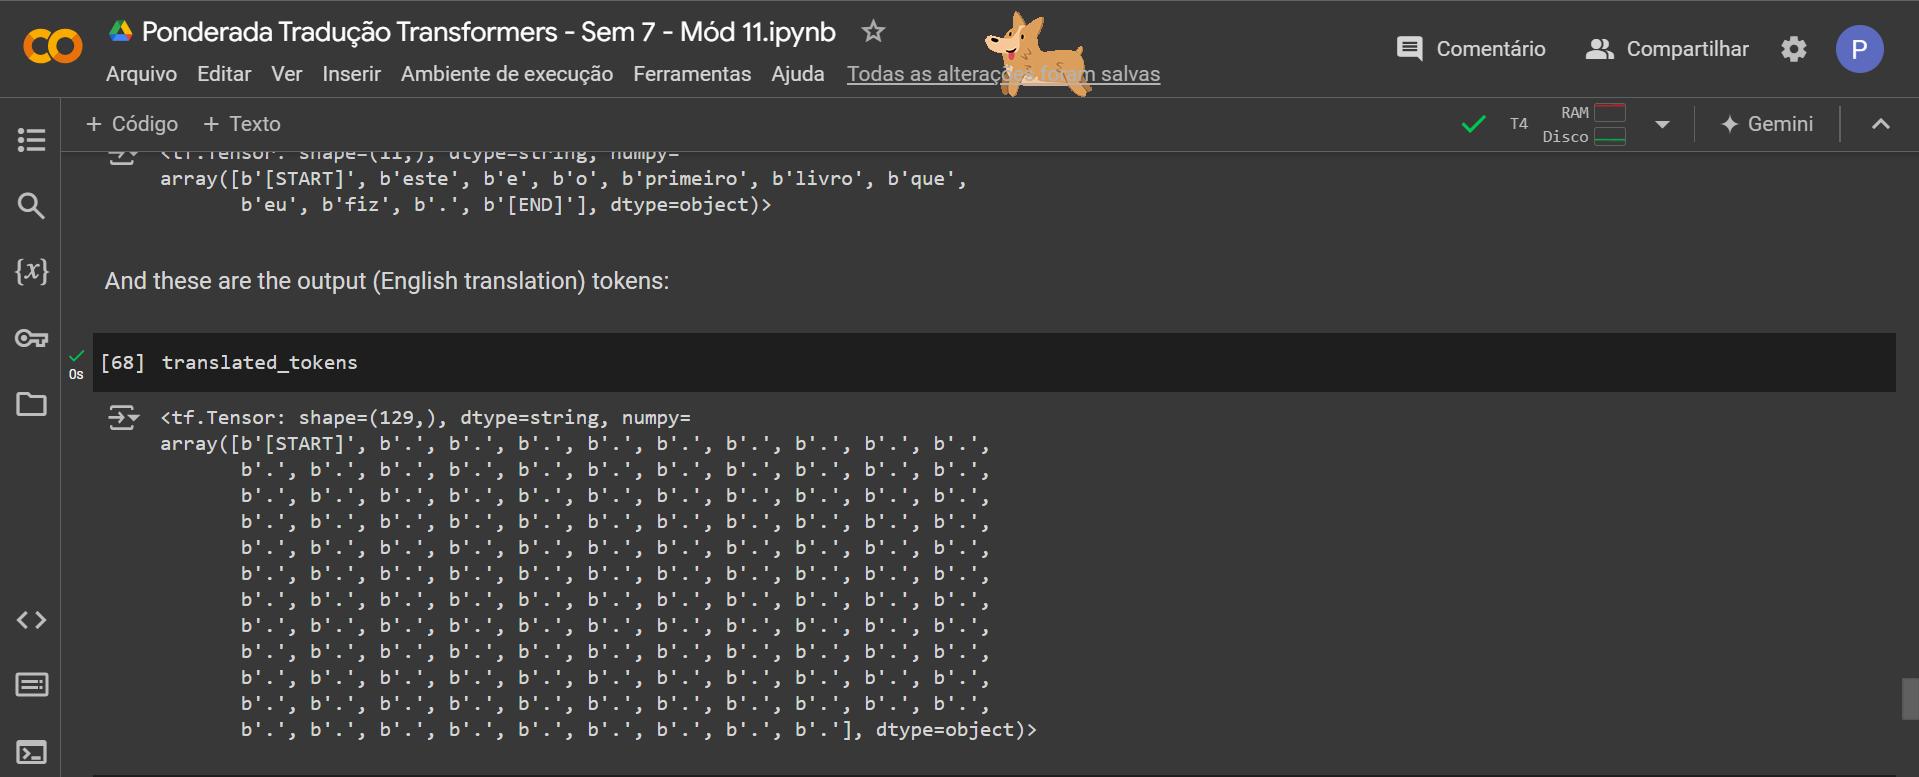 Ponderada Tradução Transformers - Sem 7 - Mód 11.ipynb
Arquivo Editar Ver Inserir Ambiente de execução Ferramentas Ajuda Todas as alterações foram salvas
Comentário
Compartilhar
P
+ Código + Texto
T4
RAM
Disco
Gemini
<tf.Tensor: shape=(11,), dtype=string, numpy=
array([b'[START]', b'este', b'e', b'o', b'primeiro', b'livro', b'que',
b'eu', b'fiz', b'.', b'[END]'], dtype=object)>
And these are the output (English translation) tokens:
0s
[68] translated_tokens
<tf.Tensor: shape=(129,), dtype=string, numpy=
array([b'[START]', b'.', b'.', b'.', b'.', b'.', b'.', b'.', b'.', b'.',
b'.', b'.', b'.', b'.', b'.', b'.', b'.', b'.', b'.', b'.', b'.',
b'.', b'.', b'.', b'.', b'.', b'.', b'.', b'.', b'.', b'.', b'.',
b'.', b'.', b'.', b'.', b'.', b'.', b'.', b'.', b'.', b'.', b'.',
b'.', b'.', b'.', b'.', b'.', b'.', b'.', b'.', b'.', b'.', b'.',
b'.', b'.', b'.', b'.', b'.', b'.', b'.', b'.', b'.', b'.', b'.',
b'.', b'.', b'.', b'.', b'.', b'.', b'.', b'.', b'.', b'.', b'.',
b'.', b'.', b'.', b'.', b'.', b'.', b'.', b'.', b'.', b'.', b'.',
b'.', b'.', b'.', b'.', b'.', b'.', b'.', b'.', b'.', b'.', b'.',
b'.', b'.', b'.', b'.', b'.', b'.', b'.', b'.', b'.', b'.', b'.',
b'.', b'.', b'.', b'.', b'.', b'.', b'.', b'.', b'.', b'.', b'.',
b'.', b'.', b'.', b'.', b'.', b'.', b'.', b'.', b'.'], dtype=object)>